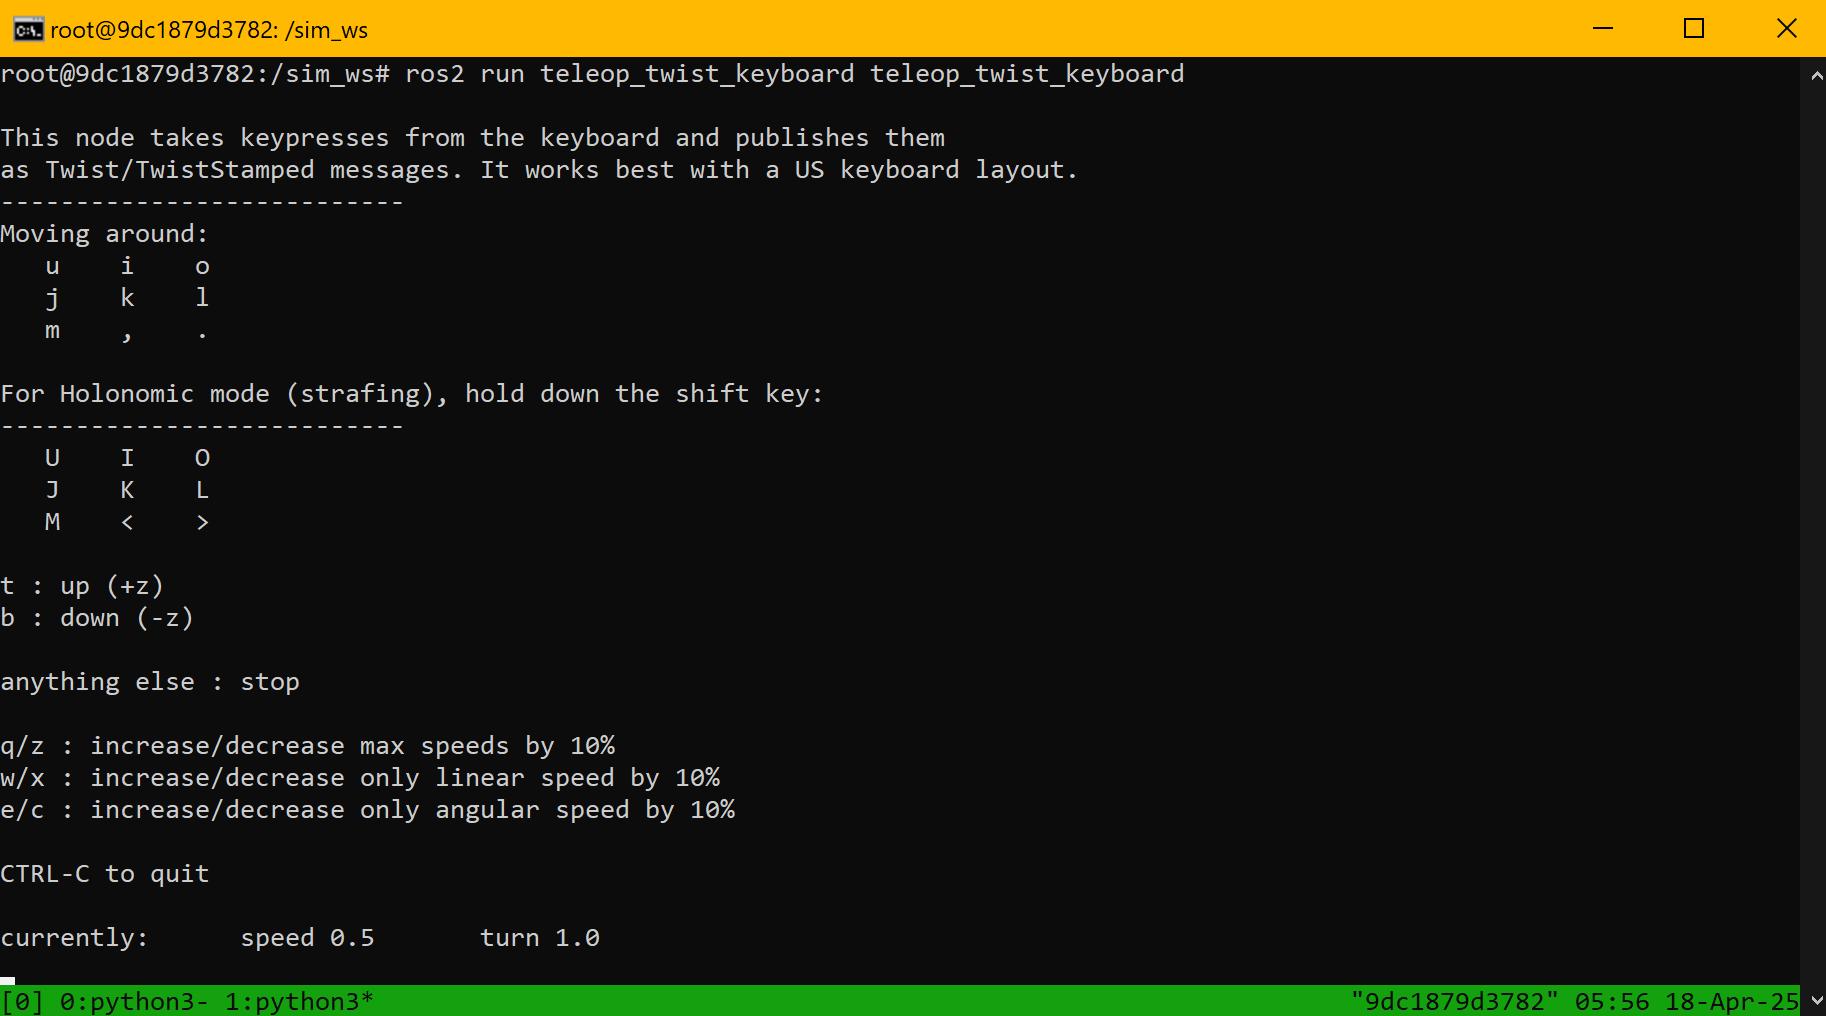 root@9dc1879d3782: /sim_ws
root@9dc1879d3782:/sim_ws# ros2 run teleop_twist_keyboard teleop_twist_keyboard
This node takes keypresses from the keyboard and publishes them
as Twist/TwistStamped messages. It works best with a US keyboard layout.
---------------------------
Moving around:
   u    i    o
   j    k    l
   m    ,    .
For Holonomic mode (strafing), hold down the shift key:
---------------------------
   U    I    O
   J    K    L
   M    <    >
t : up (+z)
b : down (-z)
anything else : stop
q/z : increase/decrease max speeds by 10%
w/x : increase/decrease only linear speed by 10%
e/c : increase/decrease only angular speed by 10%
CTRL-C to quit
currently:      speed 0.5       turn 1.0
[0] 0:python3- 1:python3* "9dc1879d3782" 05:56 18-Apr-25